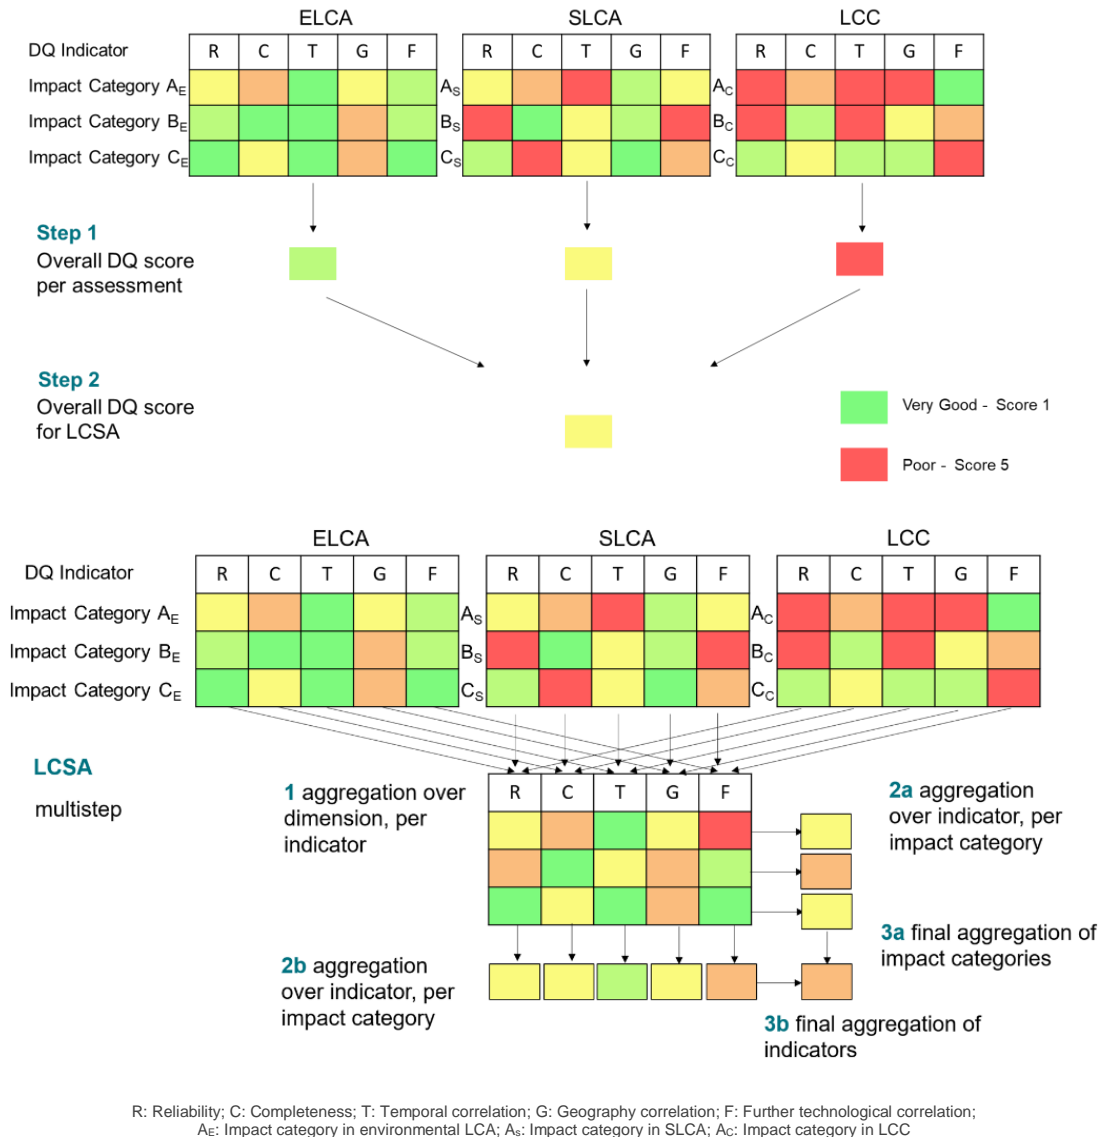 ELCA SLCA LCC
DQ Indicator R C T G F R C T G F R C T G F
Impact Category AE AS AC
Impact Category BE BS BC
Impact Category CE CS CC
Step 1
Overall DQ score
per assessment
Step 2
Overall DQ score
for LCSA
Very Good - Score 1
Poor - Score 5
ELCA SLCA LCC
DQ Indicator R C T G F R C T G F R C T G F
Impact Category AE AS AC
Impact Category BE BS BC
Impact Category CE CS CC
LCSA
multistep
1 aggregation over
dimension, per
indicator
R C T G F
2a aggregation
over indicator, per
impact category
3a final aggregation of
impact categories
2b aggregation
over indicator, per
impact category
3b final aggregation of
indicators
R: Reliability; C: Completeness; T: Temporal correlation; G: Geography correlation; F: Further technological correlation;
AE: Impact category in environmental LCA; AS: Impact category in SLCA; AC: Impact category in LCC